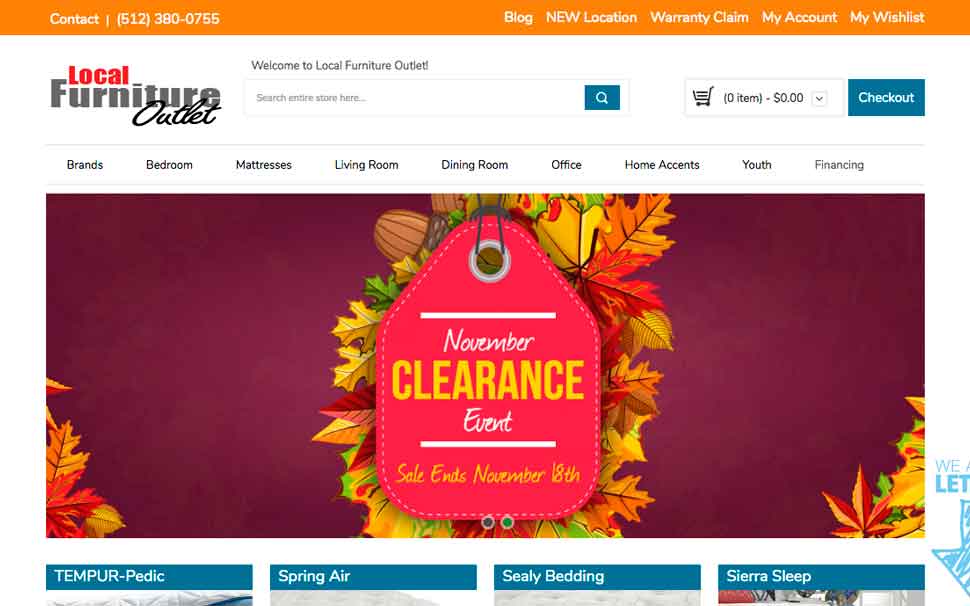 Contact | (512) 380-0755
Blog NEW Location Warranty Claim My Account My Wishlist
Local
Furniture
Outlet
Welcome to Local Furniture Outlet!
Search entire store here...
(0 item) - $0.00
Checkout
Brands Bedroom Mattresses Living Room Dining Room Office Home Accents Youth Financing
November
CLEARANCE
Event
Sale Ends November 18th
WE A
LET
TEMPUR-Pedic
Spring Air
Sealy Bedding
Sierra Sleep